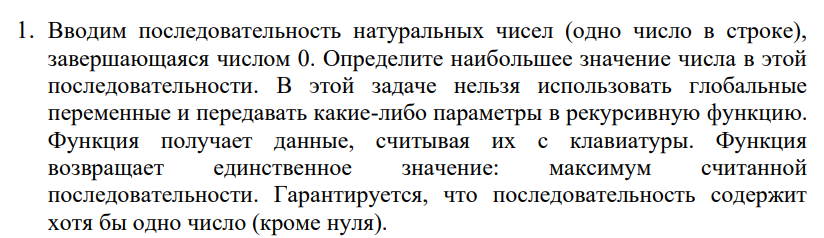 1. Вводим последовательность натуральных чисел (одно число в строке),
завершающаяся числом 0. Определите наибольшее значение числа в этой
последовательности. В этой задаче нельзя использовать глобальные
переменные и передавать какие-либо параметры в рекурсивную функцию.
Функция получает данные, считывая их с клавиатуры. Функция
возвращает единственное значение: максимум считанной
последовательности. Гарантируется, что последовательность содержит
хотя бы одно число (кроме нуля).